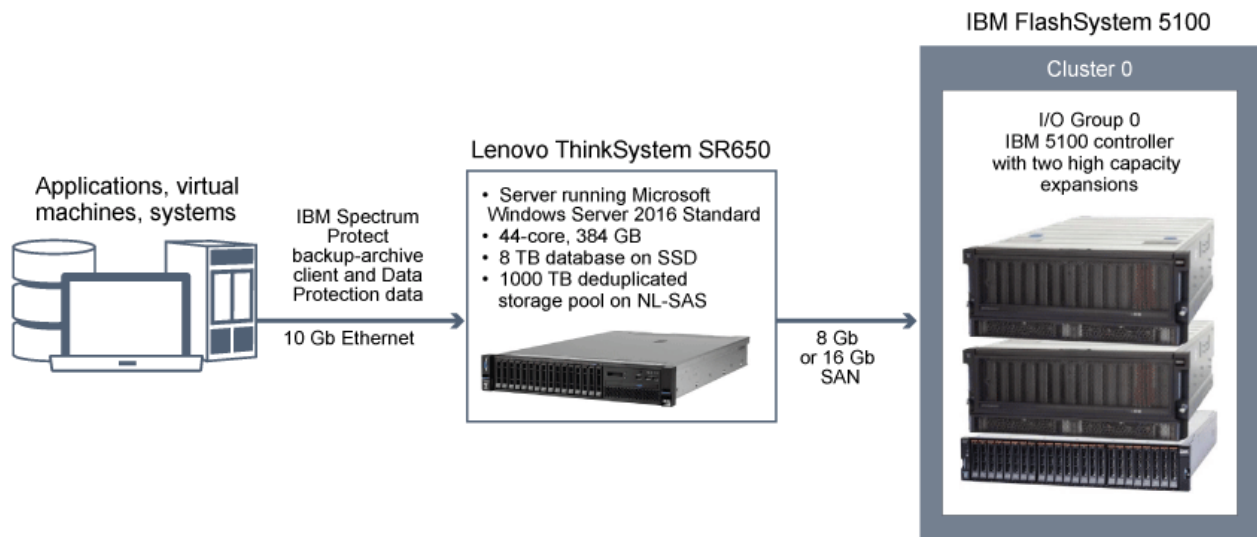 IBM FlashSystem 5100
Cluster 0
I/O Group 0
IBM 5100 controller
with two high capacity
expansions
Lenovo ThinkSystem SR650
• Server running Microsoft
Windows Server 2016 Standard
• 44-core, 384 GB
• 8 TB database on SSD
• 1000 TB deduplicated
storage pool on NL-SAS
Applications, virtual
machines, systems
IBM Spectrum
Protect
backup-archive
client and Data
Protection data
10 Gb Ethernet
8 Gb
or 16 Gb
SAN